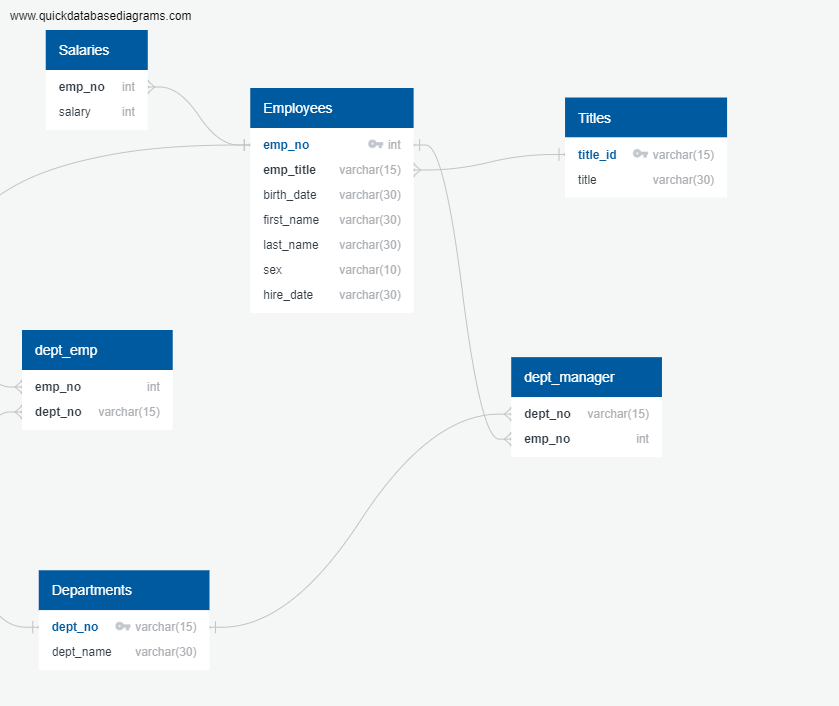 www.quickdatabasediagrams.com
Salaries
emp_no int
salary int
Employees
emp_no int
emp_title varchar(15)
birth_date varchar(30)
first_name varchar(30)
last_name varchar(30)
sex varchar(10)
hire_date varchar(30)
Titles
title_id varchar(15)
title varchar(30)
dept_emp
emp_no int
dept_no varchar(15)
dept_manager
dept_no varchar(15)
emp_no int
Departments
dept_no varchar(15)
dept_name varchar(30)